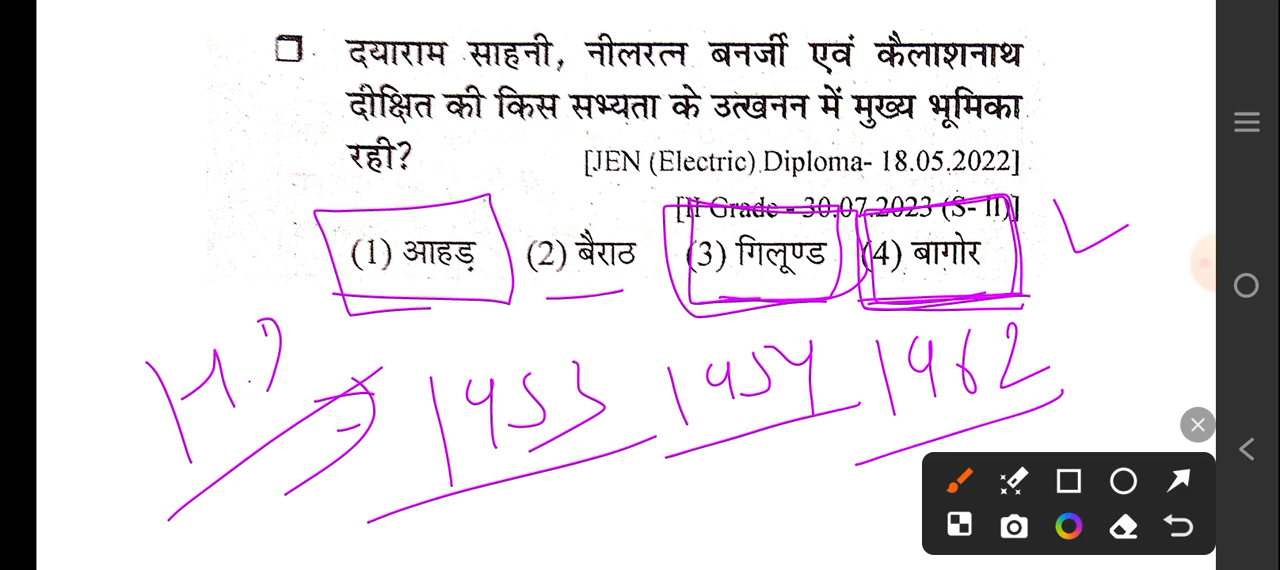 दयाराम साहनी, नीलरत्न बनर्जी एवं कैलाशनाथ
दीक्षित की किस सभ्यता के उत्खनन में मुख्य भूमिका
रही? [JEN (Electric) Diploma- 18.05.2022]
[II Grade - 30.07.2023 (S- II)]
(1) आहड़ (2) बैराठ (3) गिलूण्ड (4) बागोर
1953 1954 1962